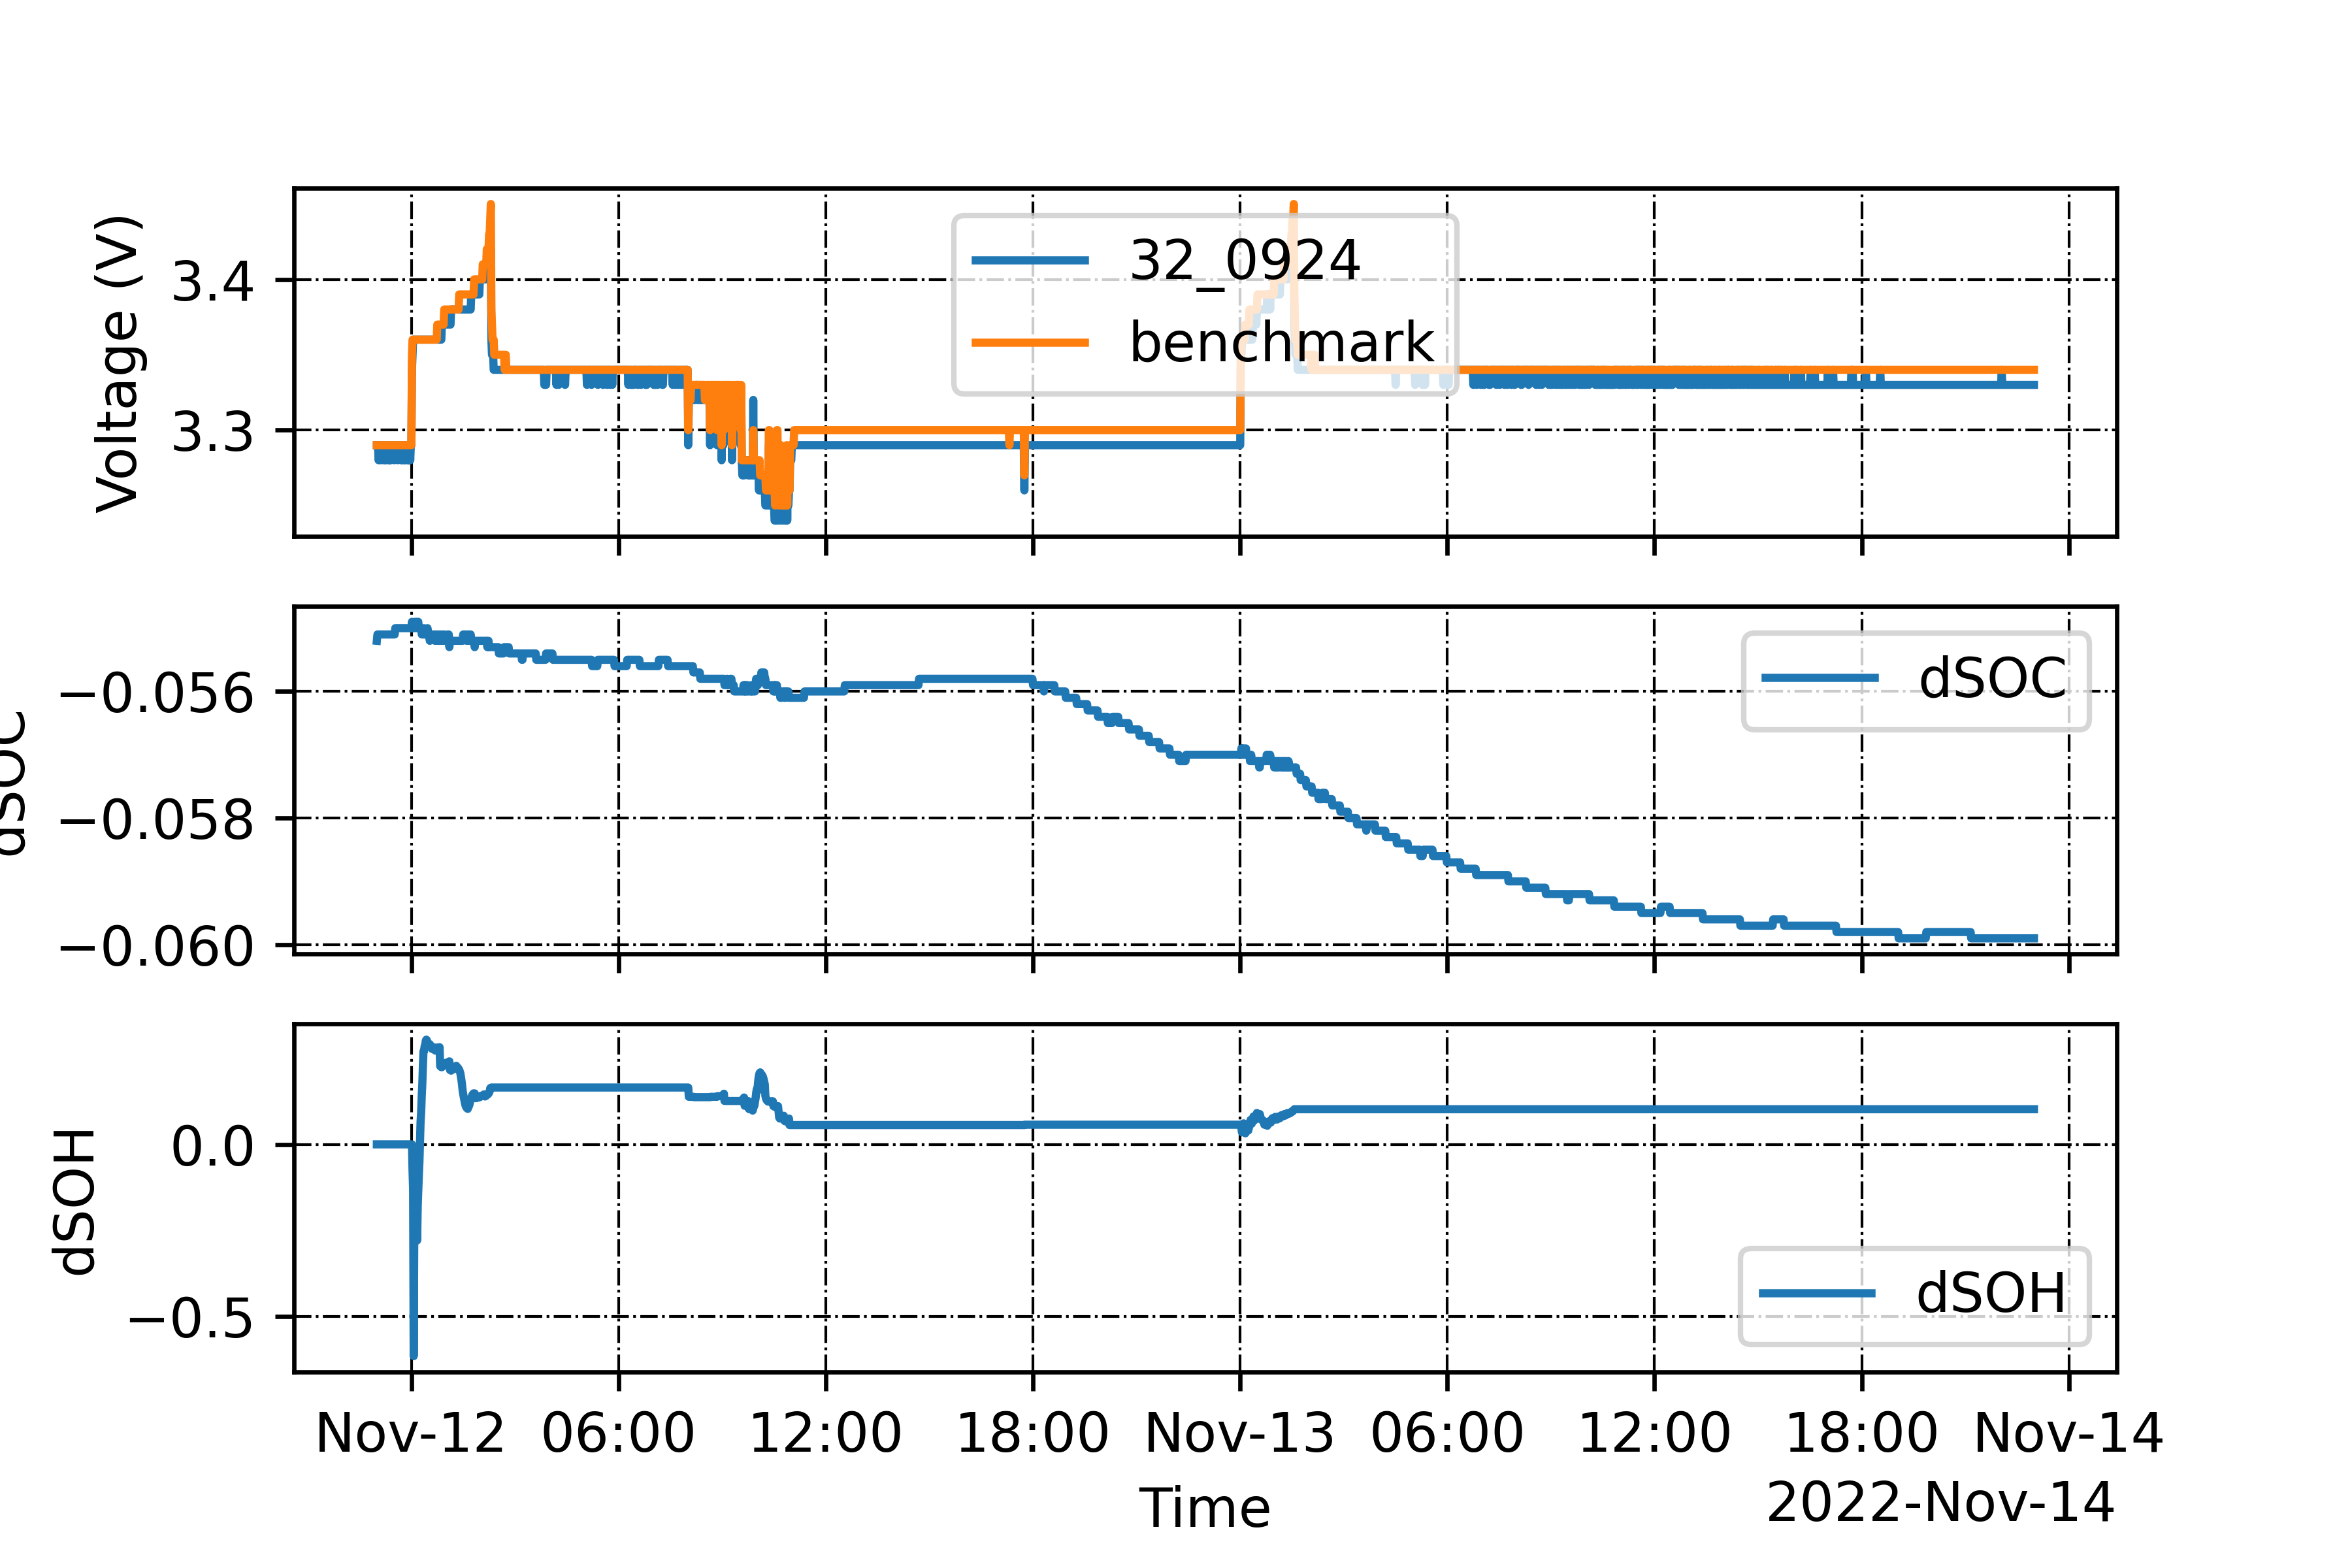 Voltage (V)
3.4
3.3
32_0924
benchmark
dSOC
−0.056
−0.058
−0.060
dSOC
dSOH
0.0
−0.5
dSOH
Nov-12 06:00 12:00 18:00 Nov-13 06:00 12:00 18:00 Nov-14
Time
2022-Nov-14